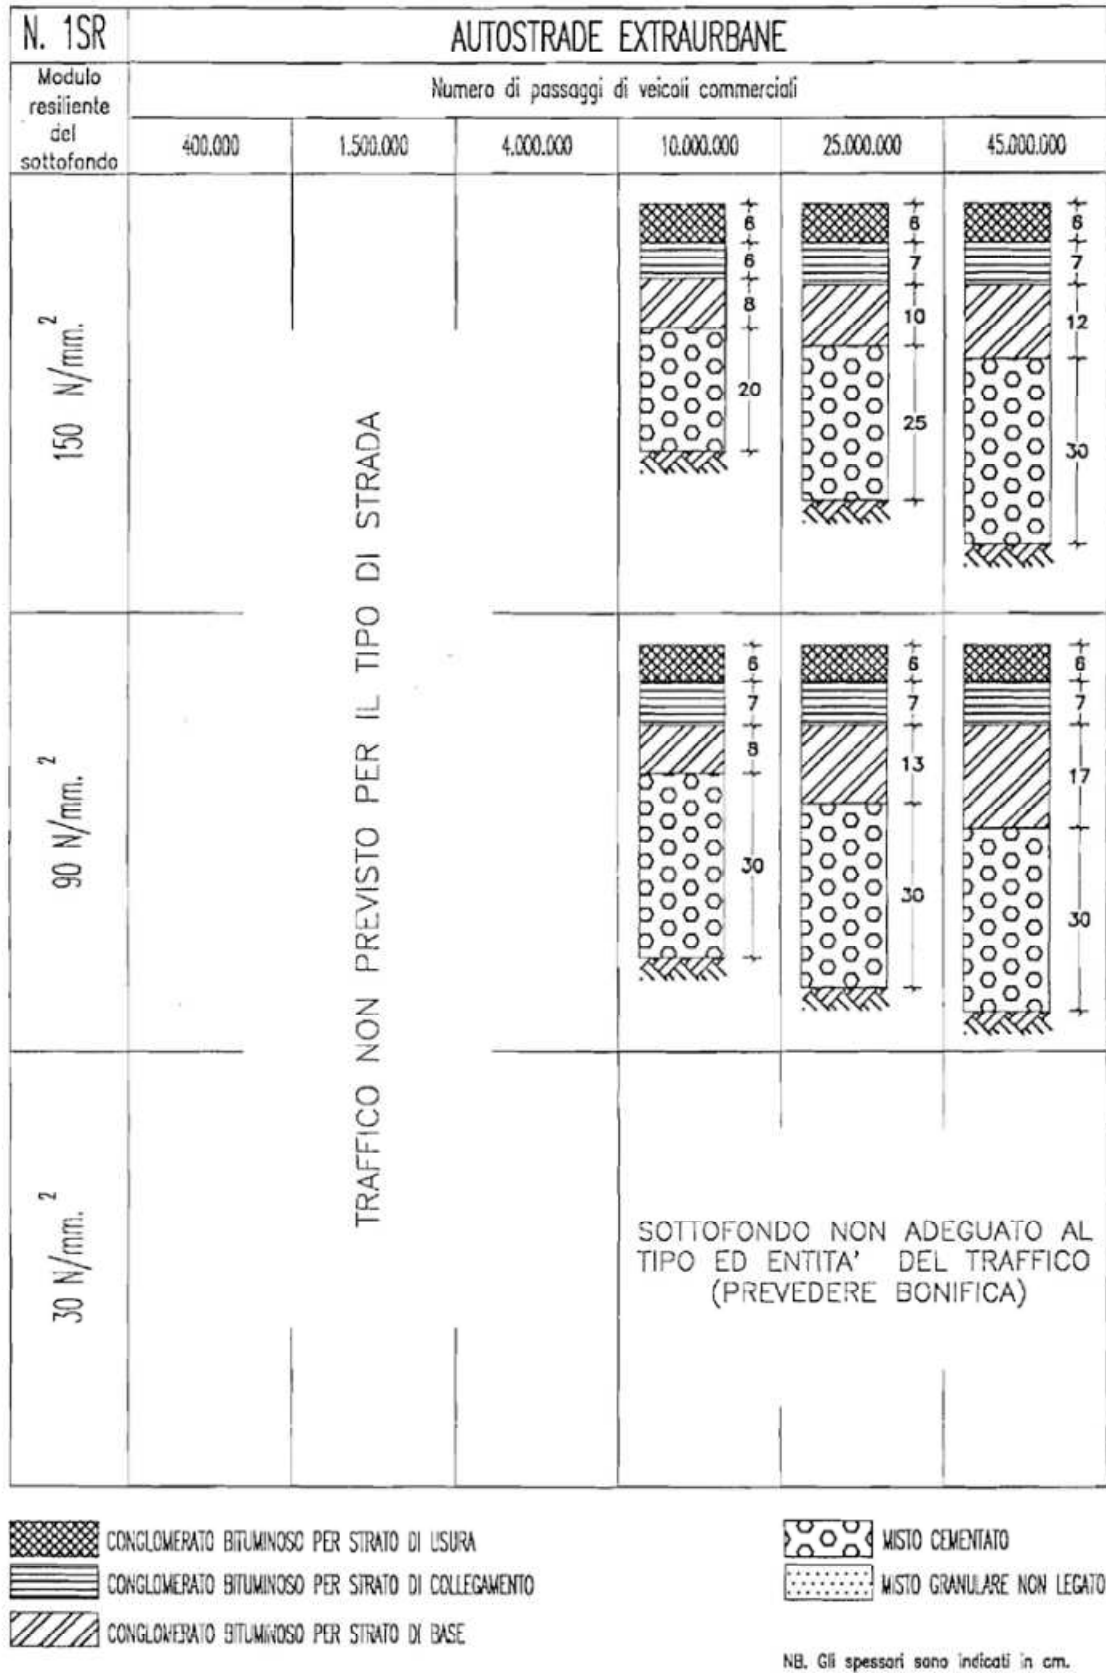 N. 1SR
AUTOSTRADE EXTRAURBANE
Modulo
resiliente
del
sottofondo
Numero di passaggi di veicoli commerciali
400.000
1.500.000
4.000.000
10.000.000
25.000.000
45.000.000
150 N/mm.²
6
6
8
20
6
7
10
25
6
7
12
30
TRAFFICO NON PREVISTO PER IL TIPO DI STRADA
90 N/mm.²
6
7
8
30
6
7
13
30
6
7
17
30
30 N/mm.²
SOTTOFONDO NON ADEGUATO AL
TIPO ED ENTITA' DEL TRAFFICO
(PREVEDERE BONIFICA)
CONGLOMERATO BITUMINOSO PER STRATO DI USURA
CONGLOMERATO BITUMINOSO PER STRATO DI COLLEGAMENTO
CONGLOMERATO BITUMINOSO PER STRATO DI BASE
MISTO CEMENTATO
MISTO GRANULARE NON LEGATO
NB. Gli spessori sono indicati in cm.